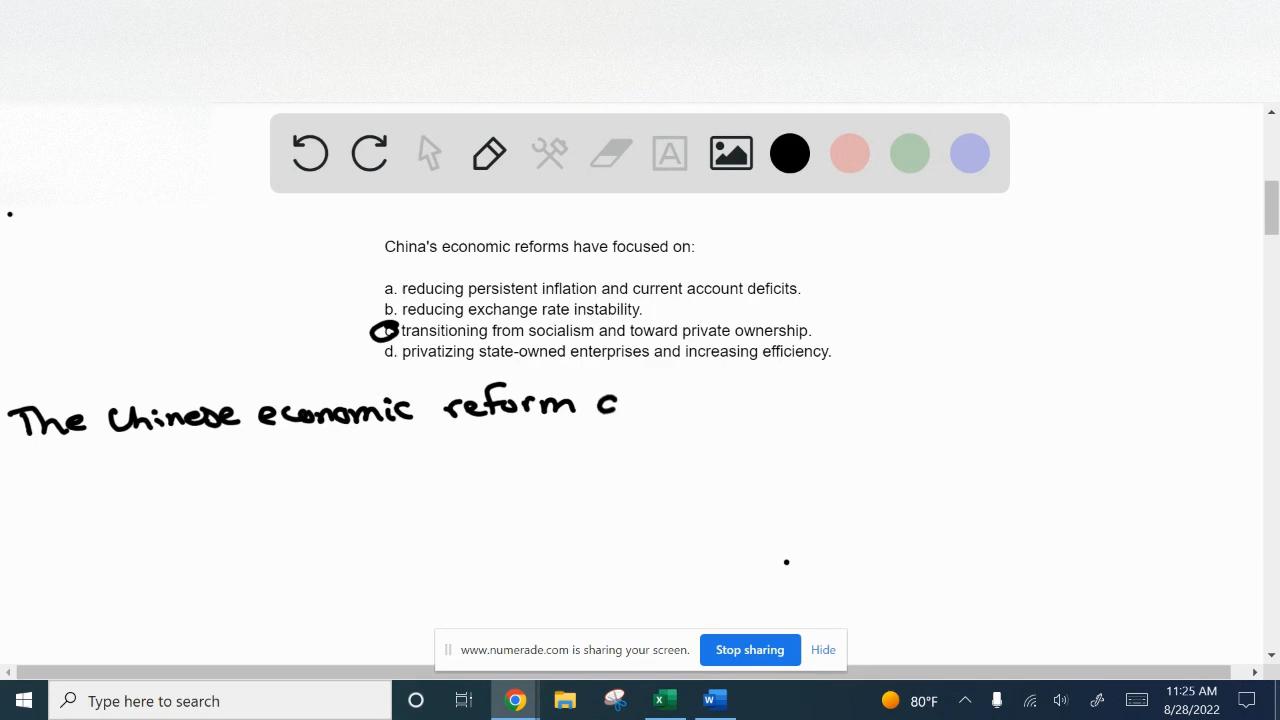 A
China's economic reforms have focused on:
a. reducing persistent inflation and current account deficits.
b. reducing exchange rate instability.
c. transitioning from socialism and toward private ownership.
d. privatizing state-owned enterprises and increasing efficiency.
The Chinese economic reform c
www.numerade.com is sharing your screen. Stop sharing Hide
Type here to search
80°F
11:25 AM
8/28/2022